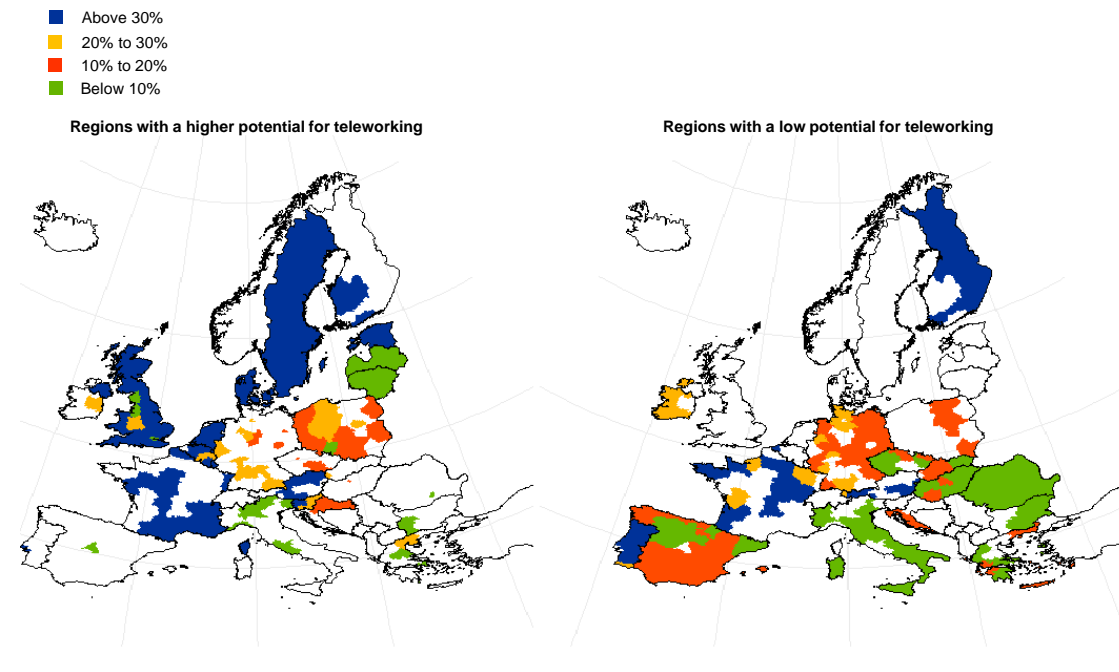 Above 30%
20% to 30%
10% to 20%
Below 10%
Regions with a higher potential for teleworking
Regions with a low potential for teleworking